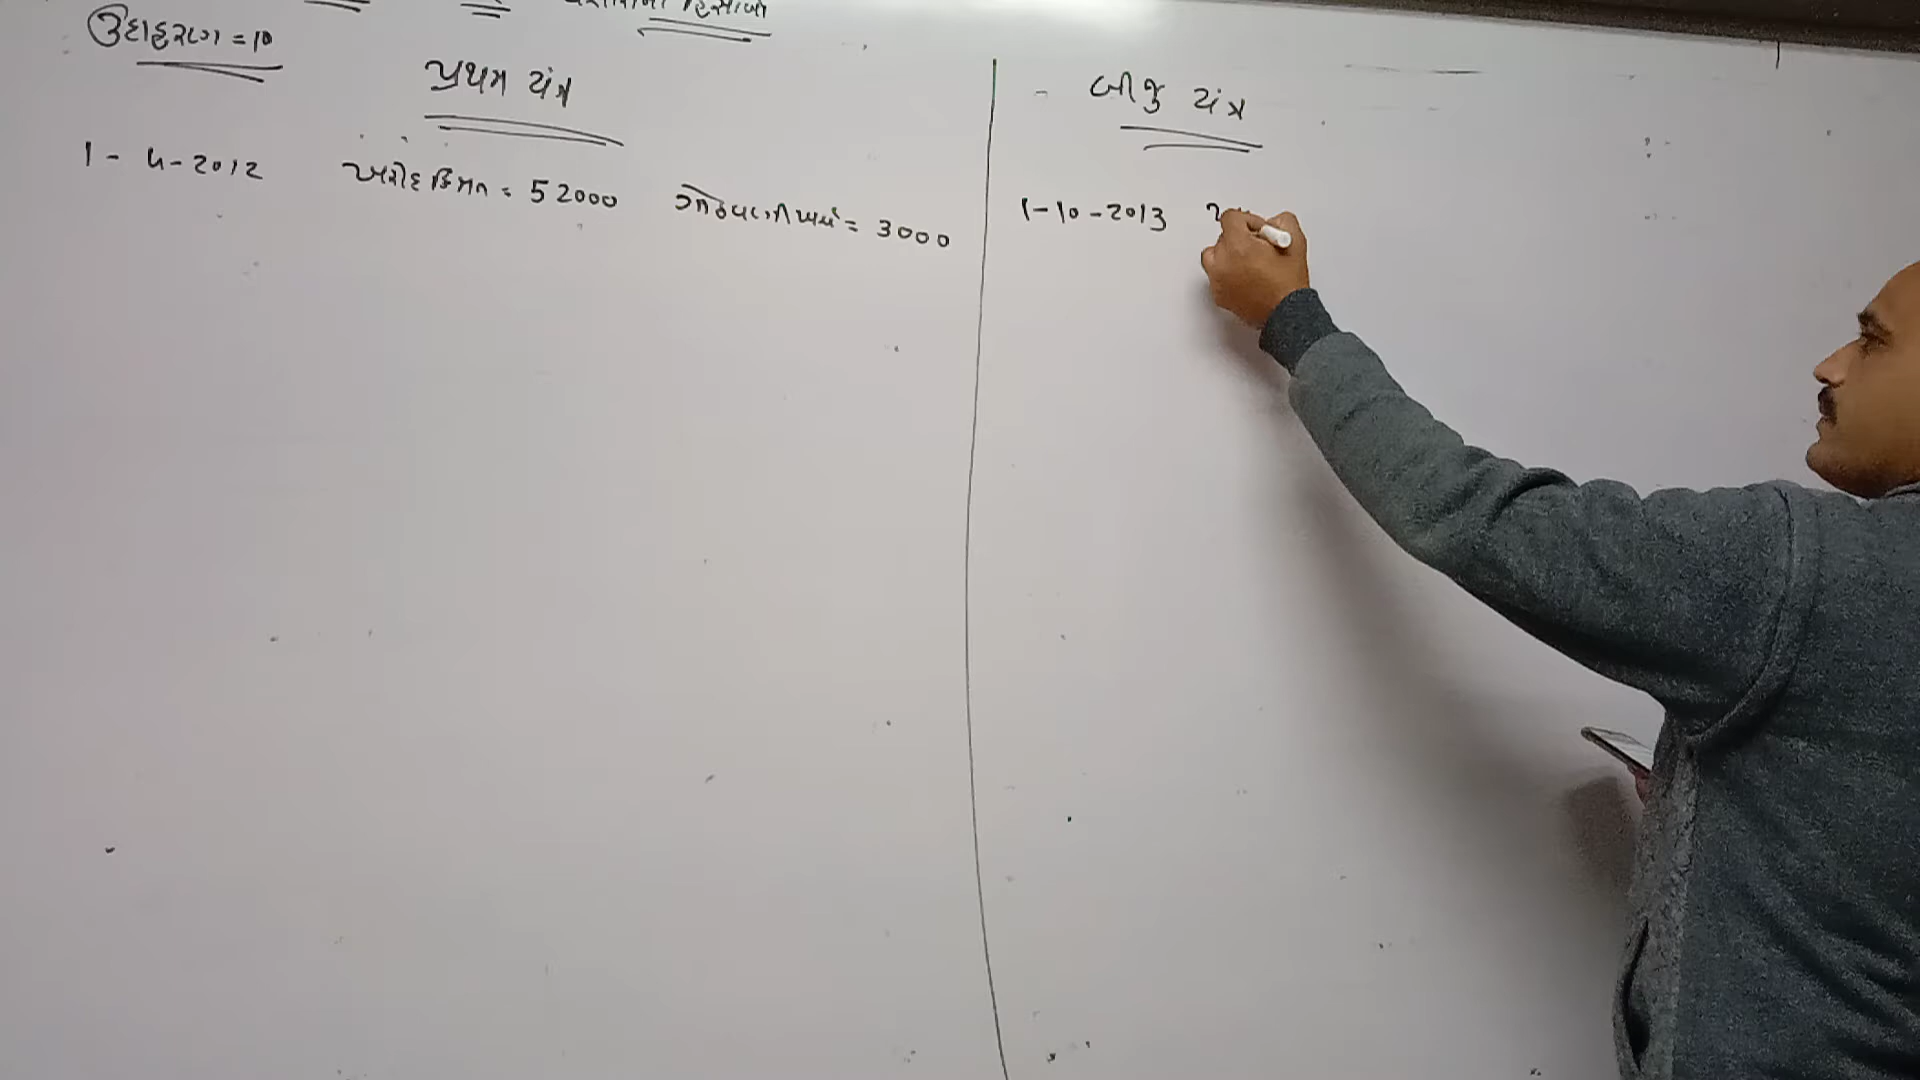 હિસાબો
ઉદાહરણ = 10
પ્રથમ યંત્ર
1 - 4 - 2012 ખરીદ કિંમત = 52000 ગોઠવણી ખર્ચ = 3000
બીજુ યંત્ર
1 - 10 - 2013